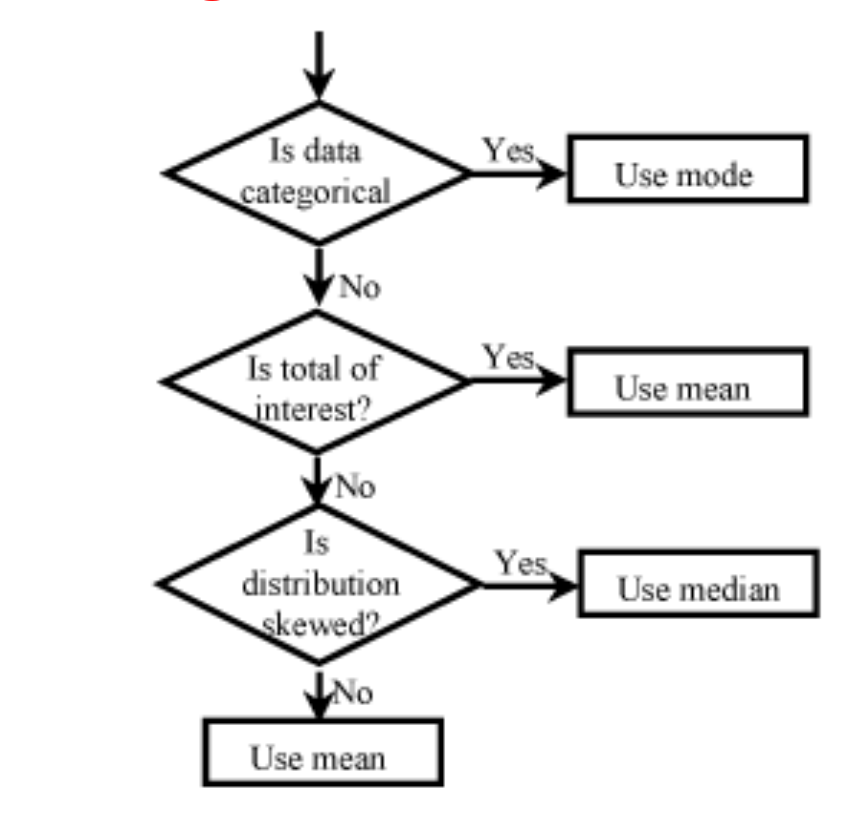 Is data
categorical
Yes
Use mode
No
Is total of
interest?
Yes
Use mean
No
Is
distribution
skewed?
Yes
Use median
No
Use mean